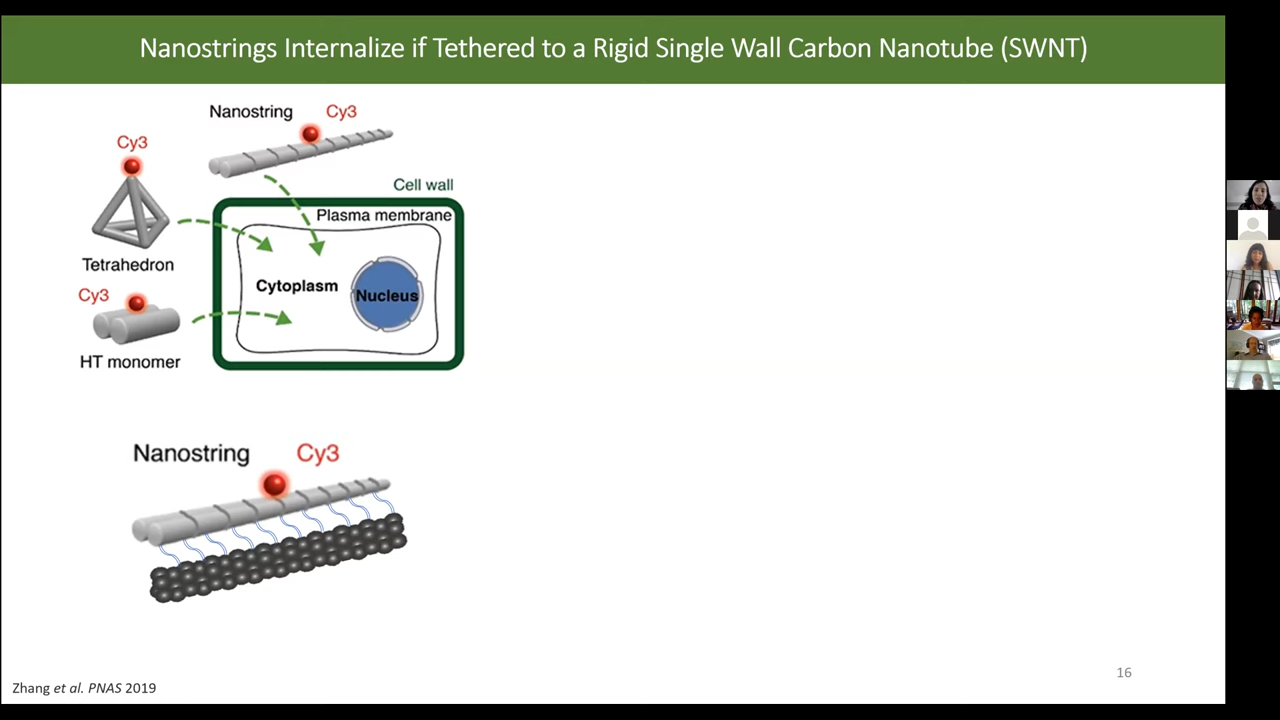 Nanostrings Internalize if Tethered to a Rigid Single Wall Carbon Nanotube (SWNT)
Nanostring Cy3
Cy3
Cell wall
Plasma membrane
Tetrahedron
Cytoplasm
Nucleus
Cy3
HT monomer
Nanostring Cy3
16
Zhang et al. PNAS 2019